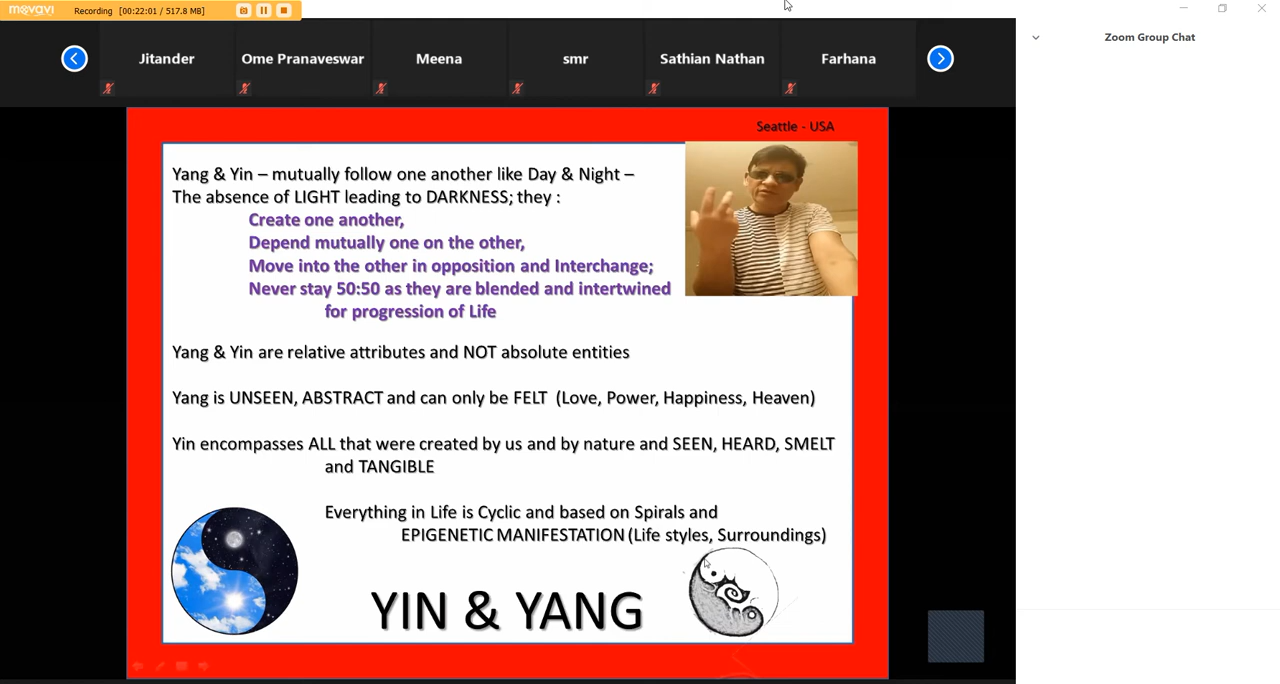 movavi
Recording [00:22:01 / 517.8 MB]
Zoom Group Chat
Jitander
Ome Pranaveswar
Meena
smr
Sathian Nathan
Farhana
Seattle - USA
Yang & Yin – mutually follow one another like Day & Night –
The absence of LIGHT leading to DARKNESS; they :
Create one another,
Depend mutually one on the other,
Move into the other in opposition and Interchange;
Never stay 50:50 as they are blended and intertwined
for progression of Life
Yang & Yin are relative attributes and NOT absolute entities
Yang is UNSEEN, ABSTRACT and can only be FELT (Love, Power, Happiness, Heaven)
Yin encompasses ALL that were created by us and by nature and SEEN, HEARD, SMELT
and TANGIBLE
Everything in Life is Cyclic and based on Spirals and
EPIGENETIC MANIFESTATION (Life styles, Surroundings)
YIN & YANG